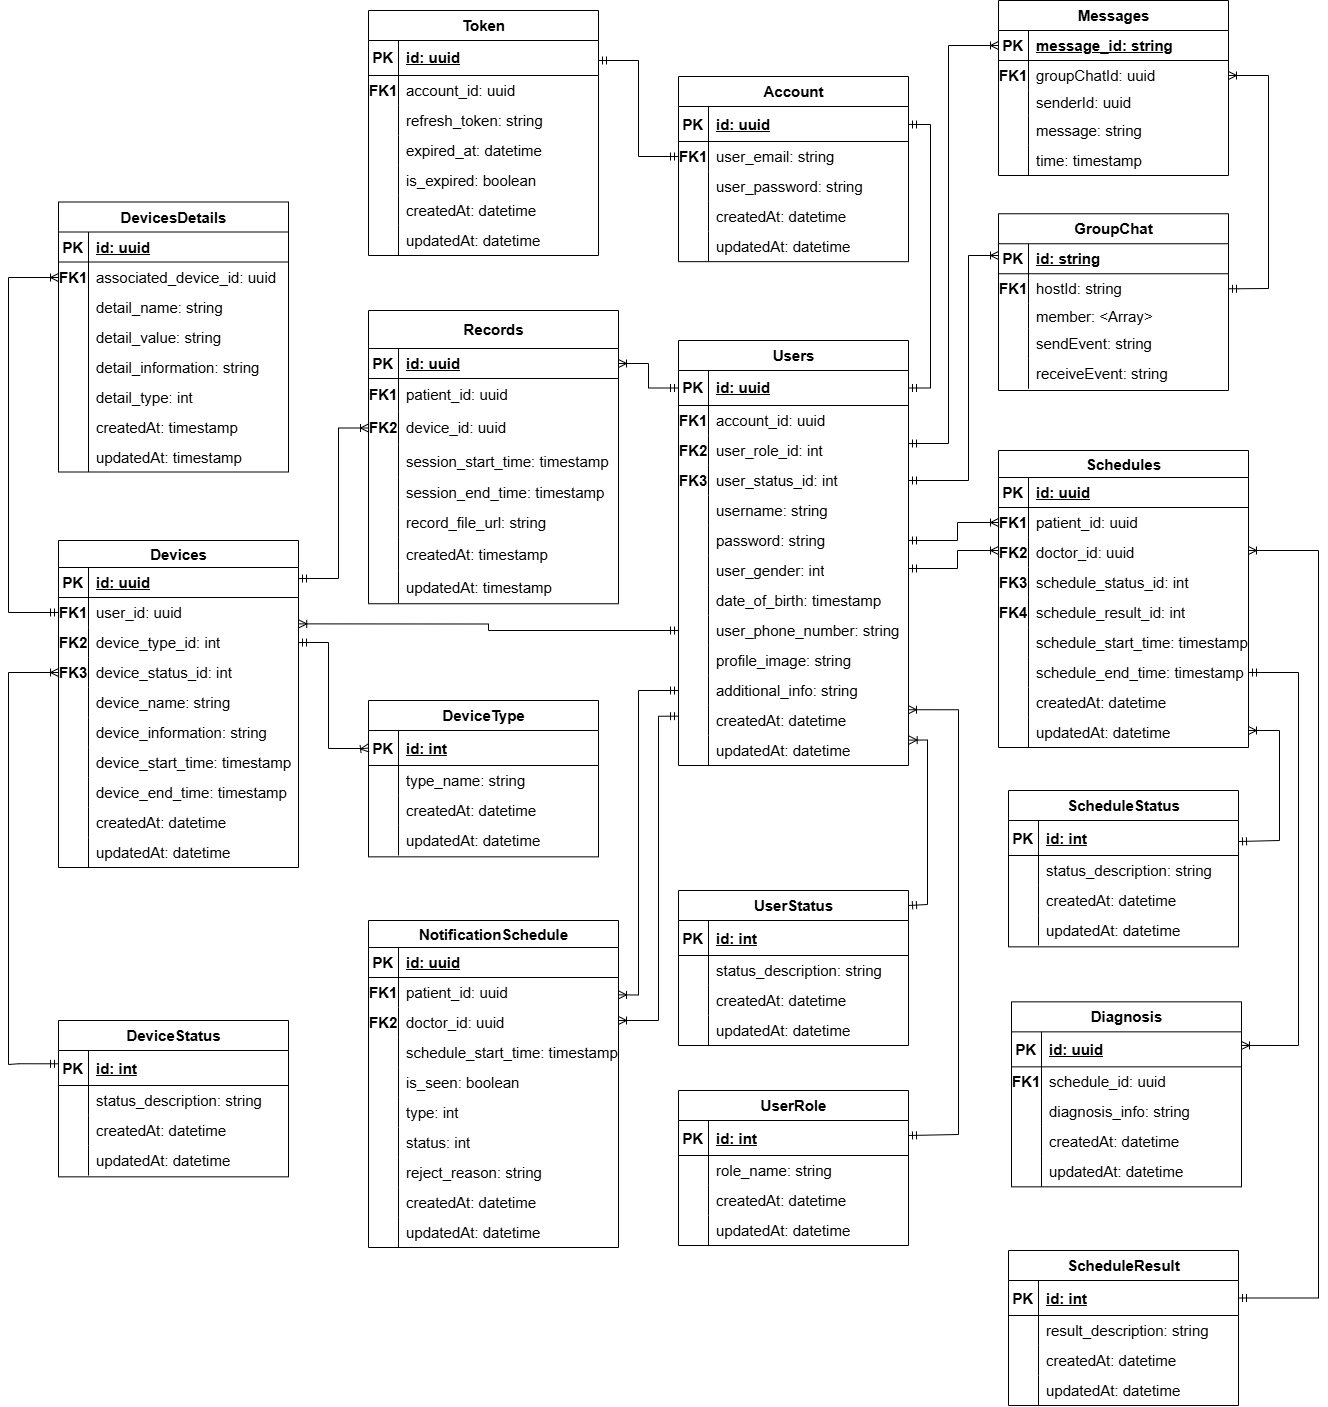 Token
PK id: uuid
FK1 account_id: uuid
refresh_token: string
expired_at: datetime
is_expired: boolean
createdAt: datetime
updatedAt: datetime
Account
PK id: uuid
FK1 user_email: string
user_password: string
createdAt: datetime
updatedAt: datetime
Messages
PK message_id: string
FK1 groupChatId: uuid
senderId: uuid
message: string
time: timestamp
DevicesDetails
PK id: uuid
FK1 associated_device_id: uuid
detail_name: string
detail_value: string
detail_information: string
detail_type: int
createdAt: timestamp
updatedAt: timestamp
GroupChat
PK id: string
FK1 hostId: string
member: <Array>
sendEvent: string
receiveEvent: string
Records
PK id: uuid
FK1 patient_id: uuid
FK2 device_id: uuid
session_start_time: timestamp
session_end_time: timestamp
record_file_url: string
createdAt: timestamp
updatedAt: timestamp
Users
PK id: uuid
FK1 account_id: uuid
FK2 user_role_id: int
FK3 user_status_id: int
username: string
password: string
user_gender: int
date_of_birth: timestamp
user_phone_number: string
profile_image: string
additional_info: string
createdAt: datetime
updatedAt: datetime
Schedules
PK id: uuid
FK1 patient_id: uuid
FK2 doctor_id: uuid
FK3 schedule_status_id: int
FK4 schedule_result_id: int
schedule_start_time: timestamp
schedule_end_time: timestamp
createdAt: datetime
updatedAt: datetime
Devices
PK id: uuid
FK1 user_id: uuid
FK2 device_type_id: int
FK3 device_status_id: int
device_name: string
device_information: string
device_start_time: timestamp
device_end_time: timestamp
createdAt: datetime
updatedAt: datetime
DeviceType
PK id: int
type_name: string
createdAt: datetime
updatedAt: datetime
ScheduleStatus
PK id: int
status_description: string
createdAt: datetime
updatedAt: datetime
UserStatus
PK id: int
status_description: string
createdAt: datetime
updatedAt: datetime
NotificationSchedule
PK id: uuid
FK1 patient_id: uuid
FK2 doctor_id: uuid
schedule_start_time: timestamp
is_seen: boolean
type: int
status: int
reject_reason: string
createdAt: datetime
updatedAt: datetime
Diagnosis
PK id: uuid
FK1 schedule_id: uuid
diagnosis_info: string
createdAt: datetime
updatedAt: datetime
DeviceStatus
PK id: int
status_description: string
createdAt: datetime
updatedAt: datetime
UserRole
PK id: int
role_name: string
createdAt: datetime
updatedAt: datetime
ScheduleResult
PK id: int
result_description: string
createdAt: datetime
updatedAt: datetime